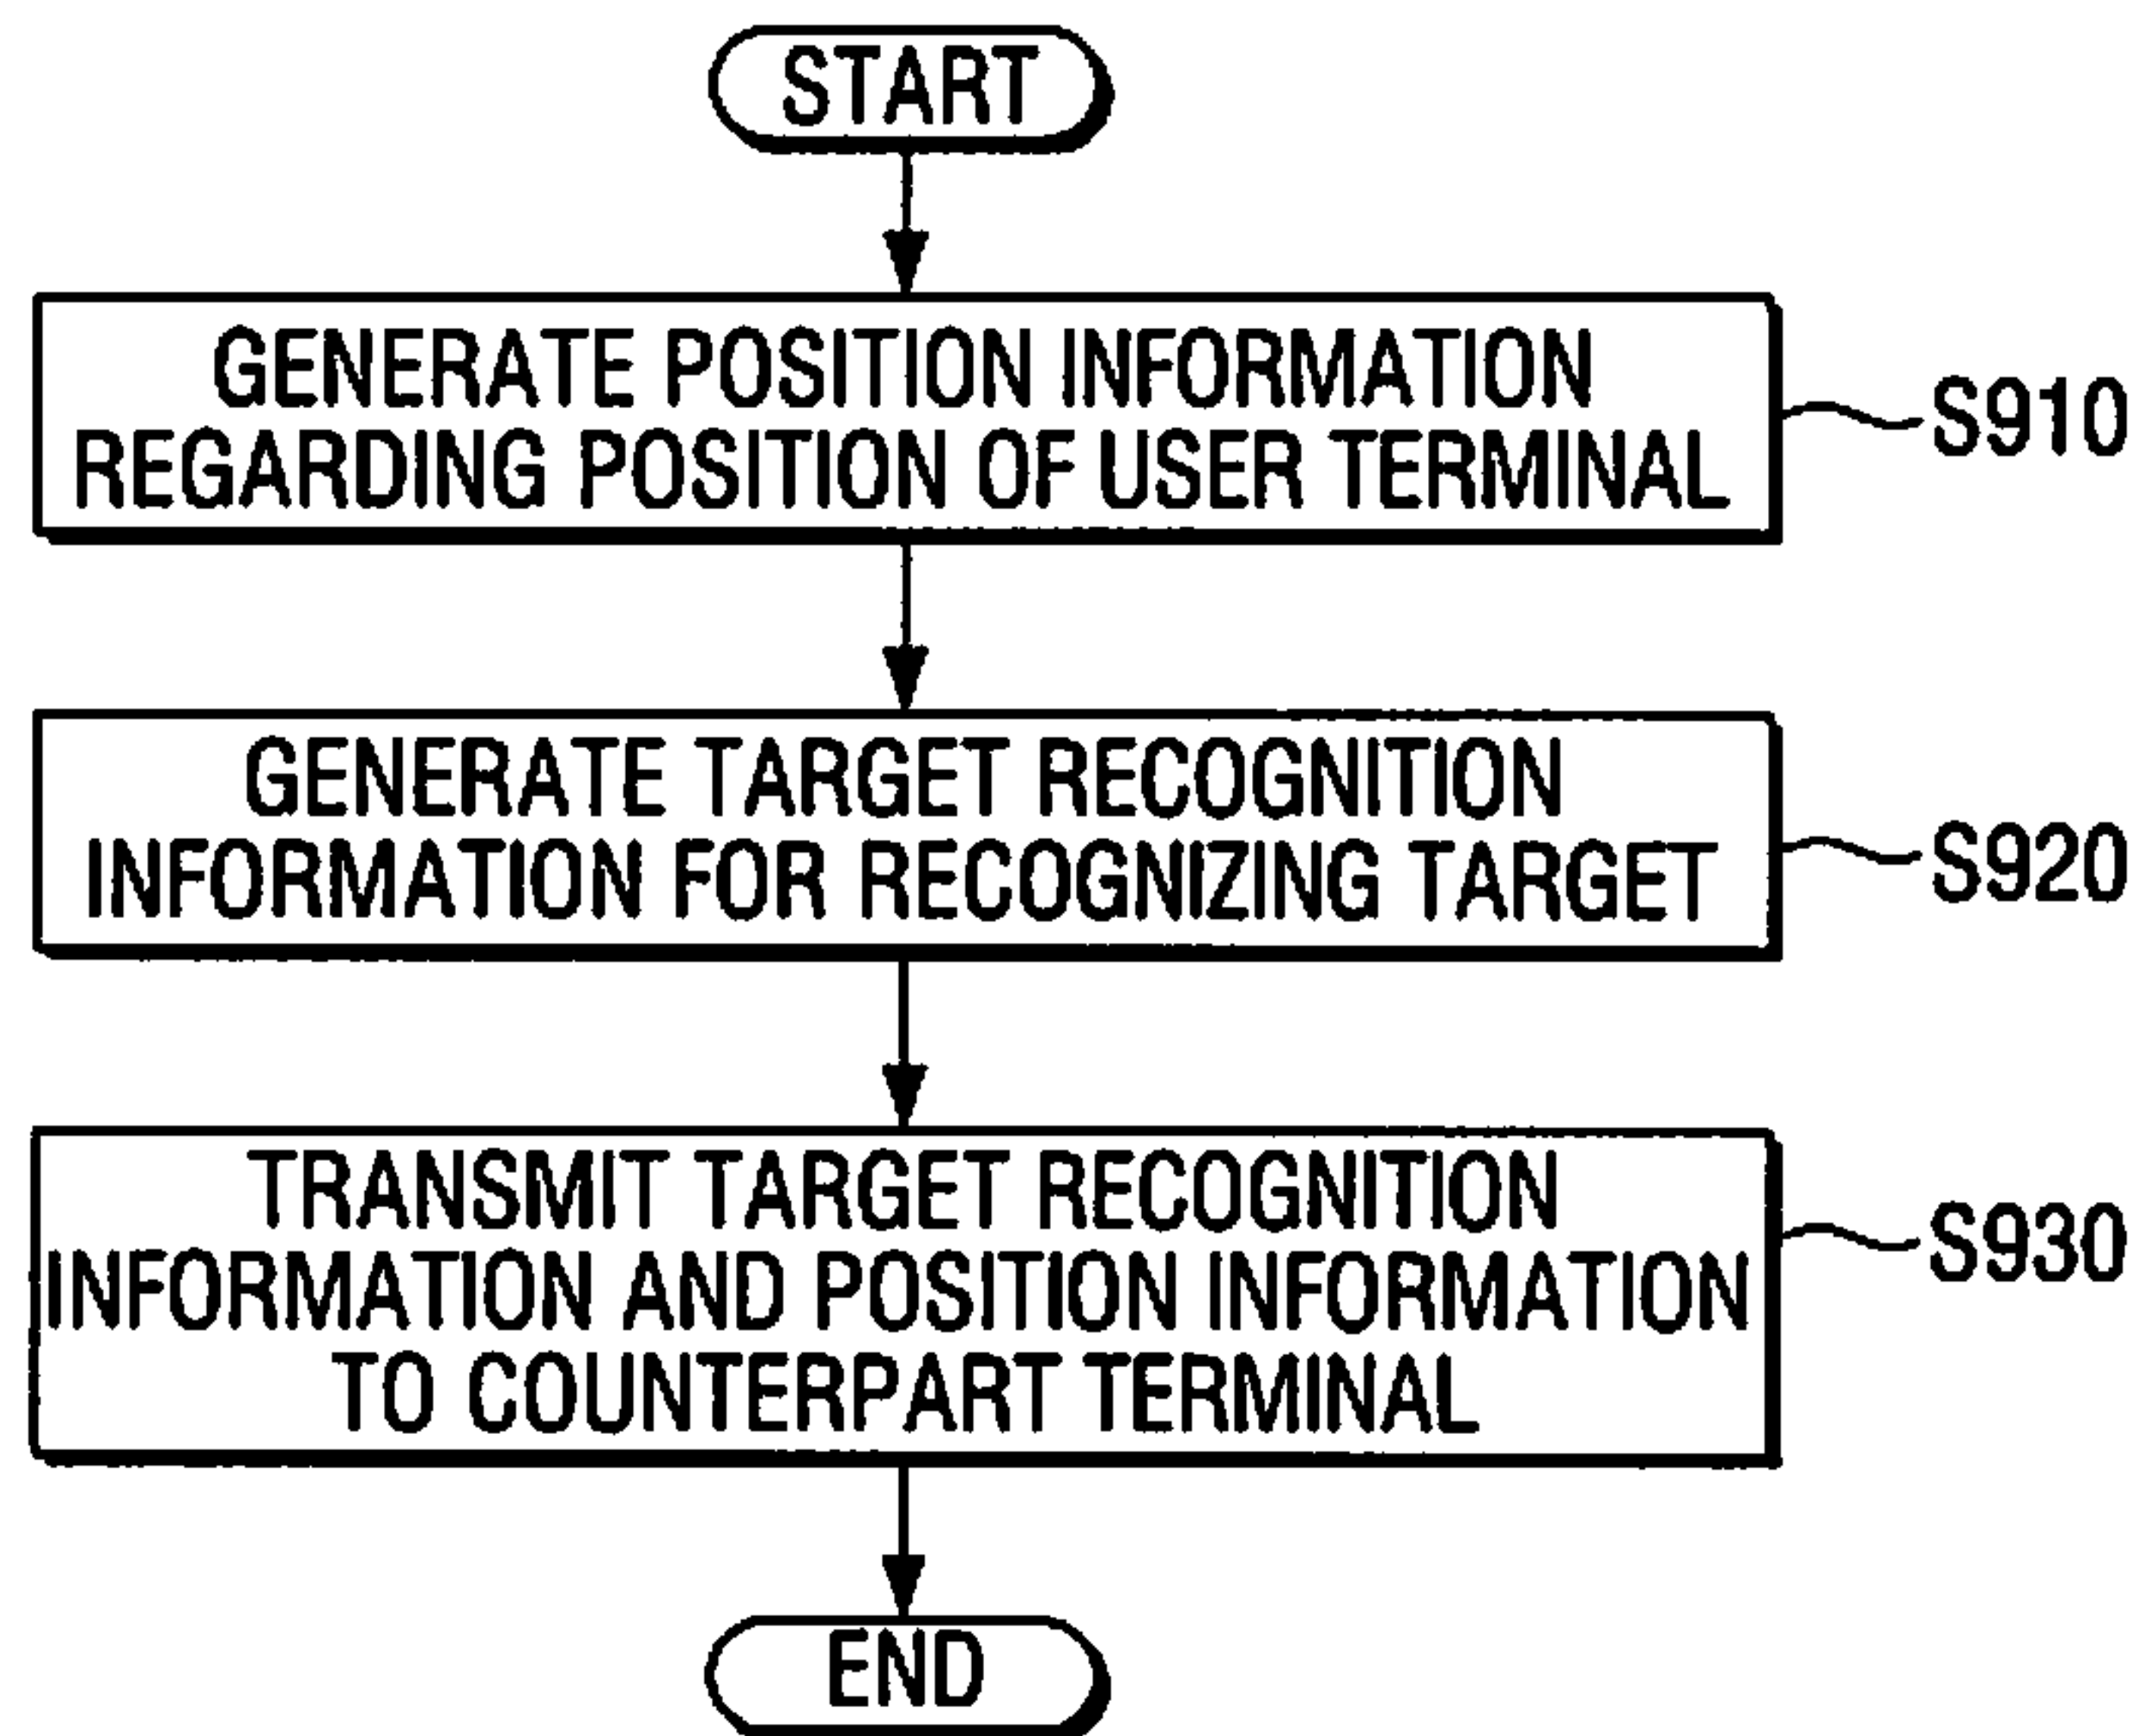 START
GENERATE POSITION INFORMATION
REGARDING POSITION OF USER TERMINAL
S910
GENERATE TARGET RECOGNITION
INFORMATION FOR RECOGNIZING TARGET
S920
TRANSMIT TARGET RECOGNITION
INFORMATION AND POSITION INFORMATION
TO COUNTERPART TERMINAL
S930
END